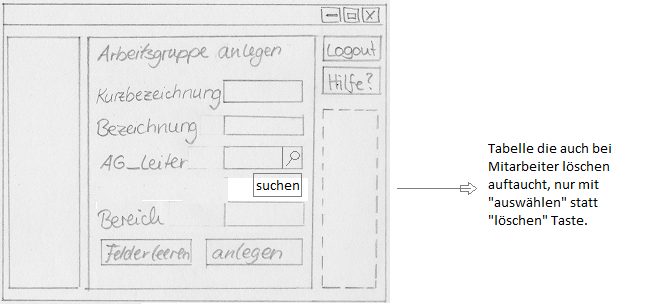 Arbeitsgruppe anlegen
Logout
Hilfe?
Kurzbezeichnung
Bezeichnung
AG_Leiter
suchen
Bereich
Felder leeren
anlegen
Tabelle die auch bei
Mitarbeiter löschen
auftaucht, nur mit
"auswählen" statt
"löschen" Taste.